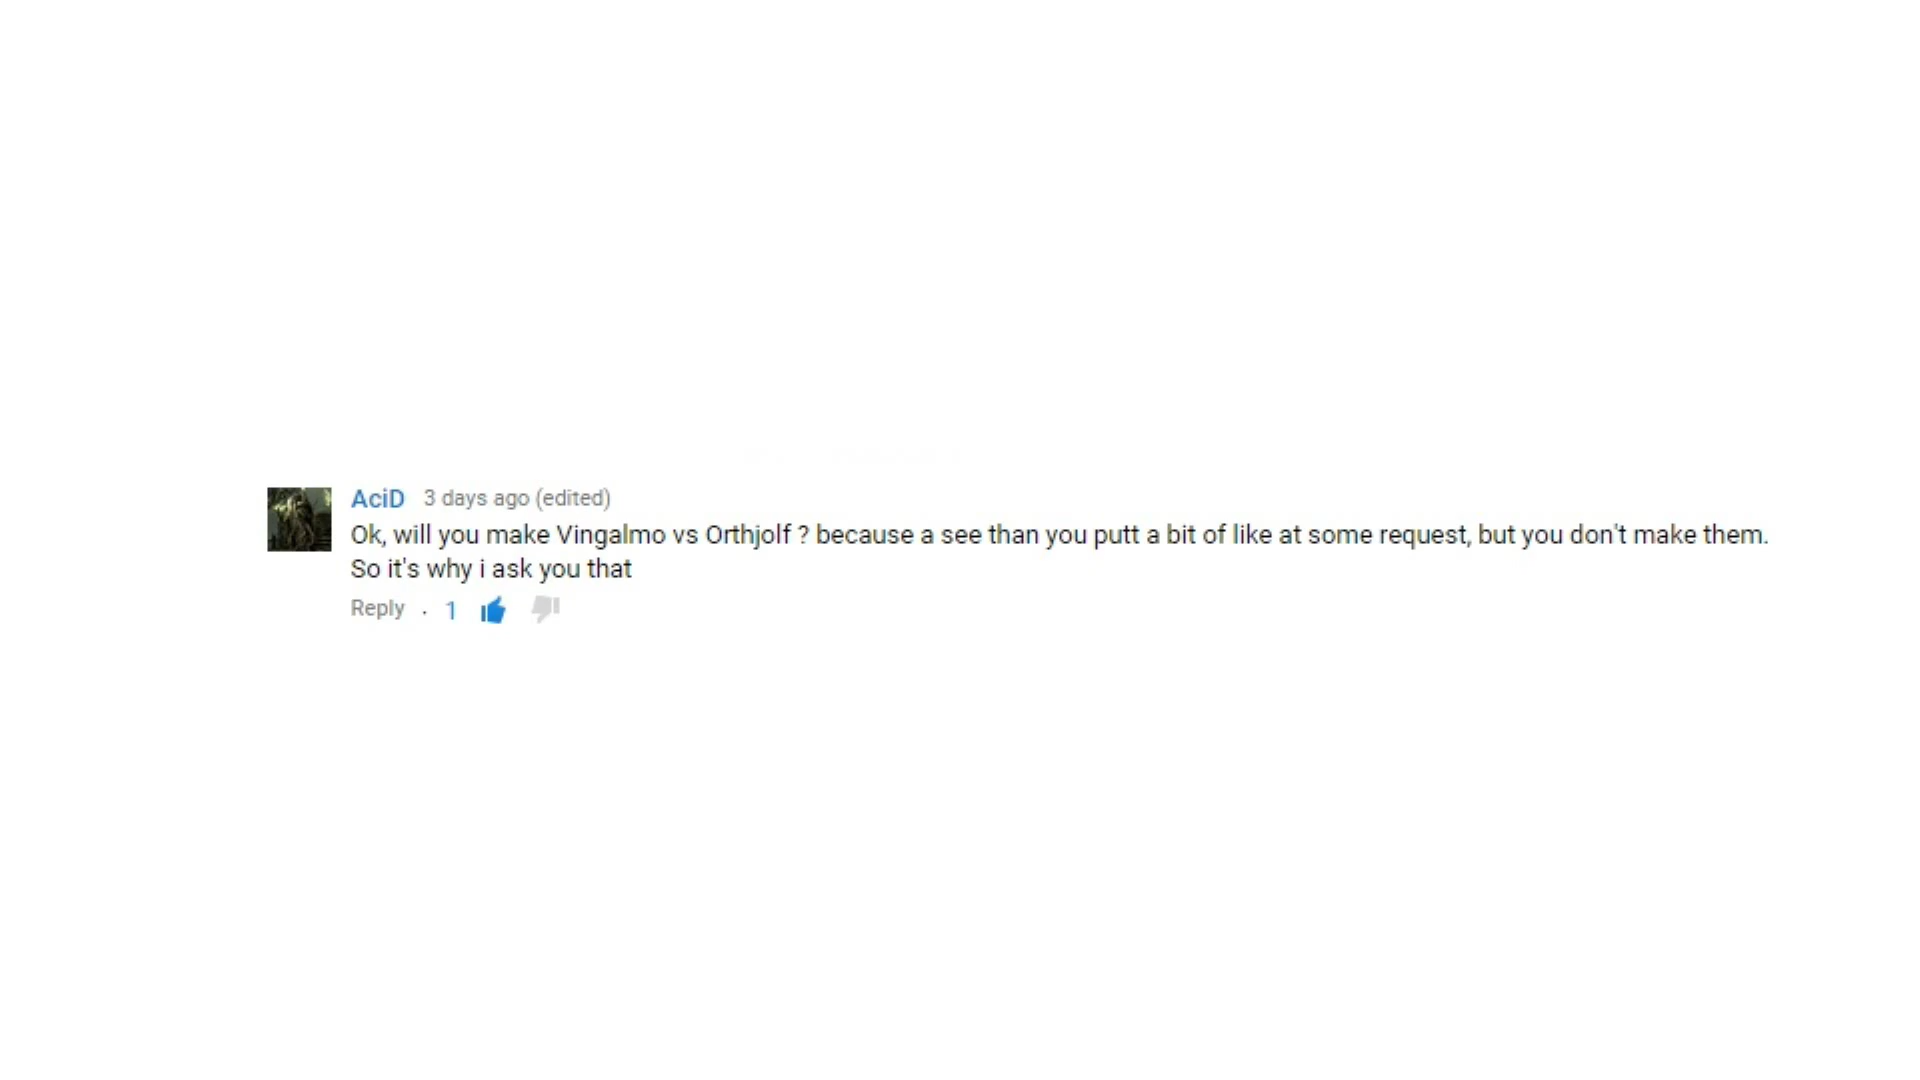 AciD 3 days ago (edited)
Ok, will you make Vingalmo vs Orthjolf ? because a see than you putt a bit of like at some request, but you don't make them.
So it's why i ask you that
Reply . 1